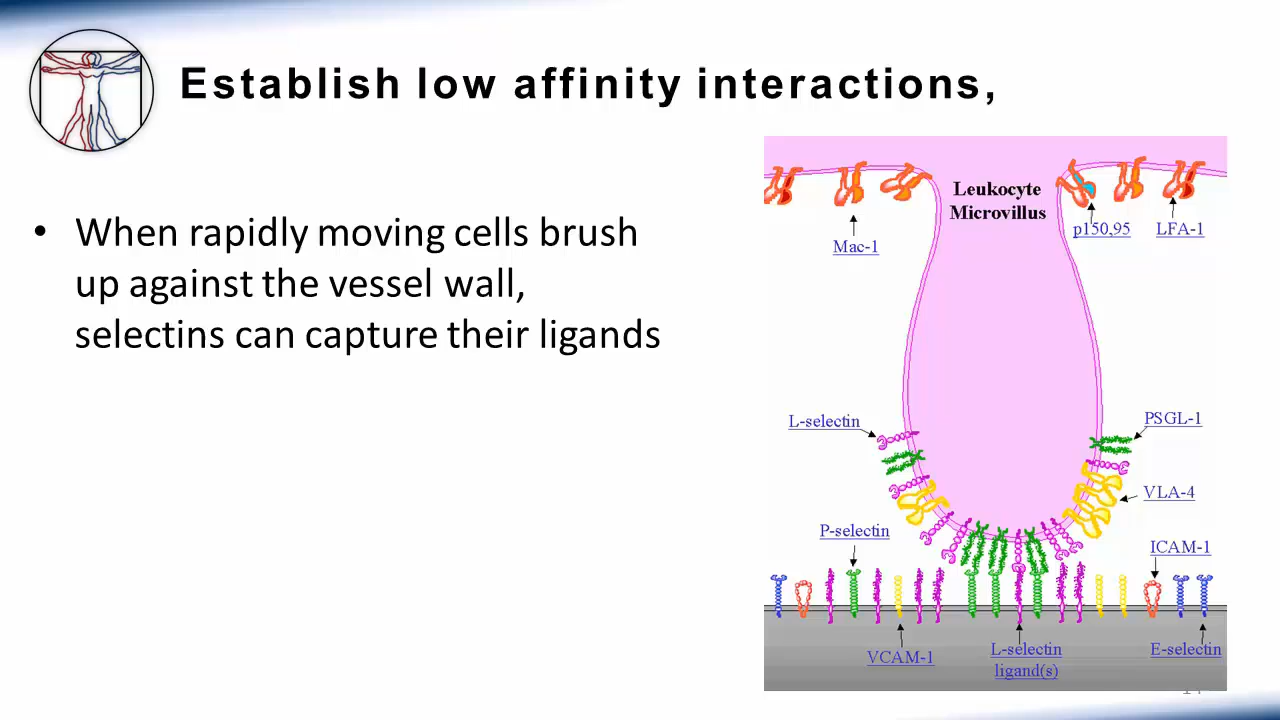 Establish low affinity interactions,
• When rapidly moving cells brush
up against the vessel wall,
selectins can capture their ligands
Leukocyte
Microvillus
Mac-1
p150,95
LFA-1
L-selectin
PSGL-1
VLA-4
P-selectin
ICAM-1
VCAM-1
L-selectin
ligand(s)
E-selectin